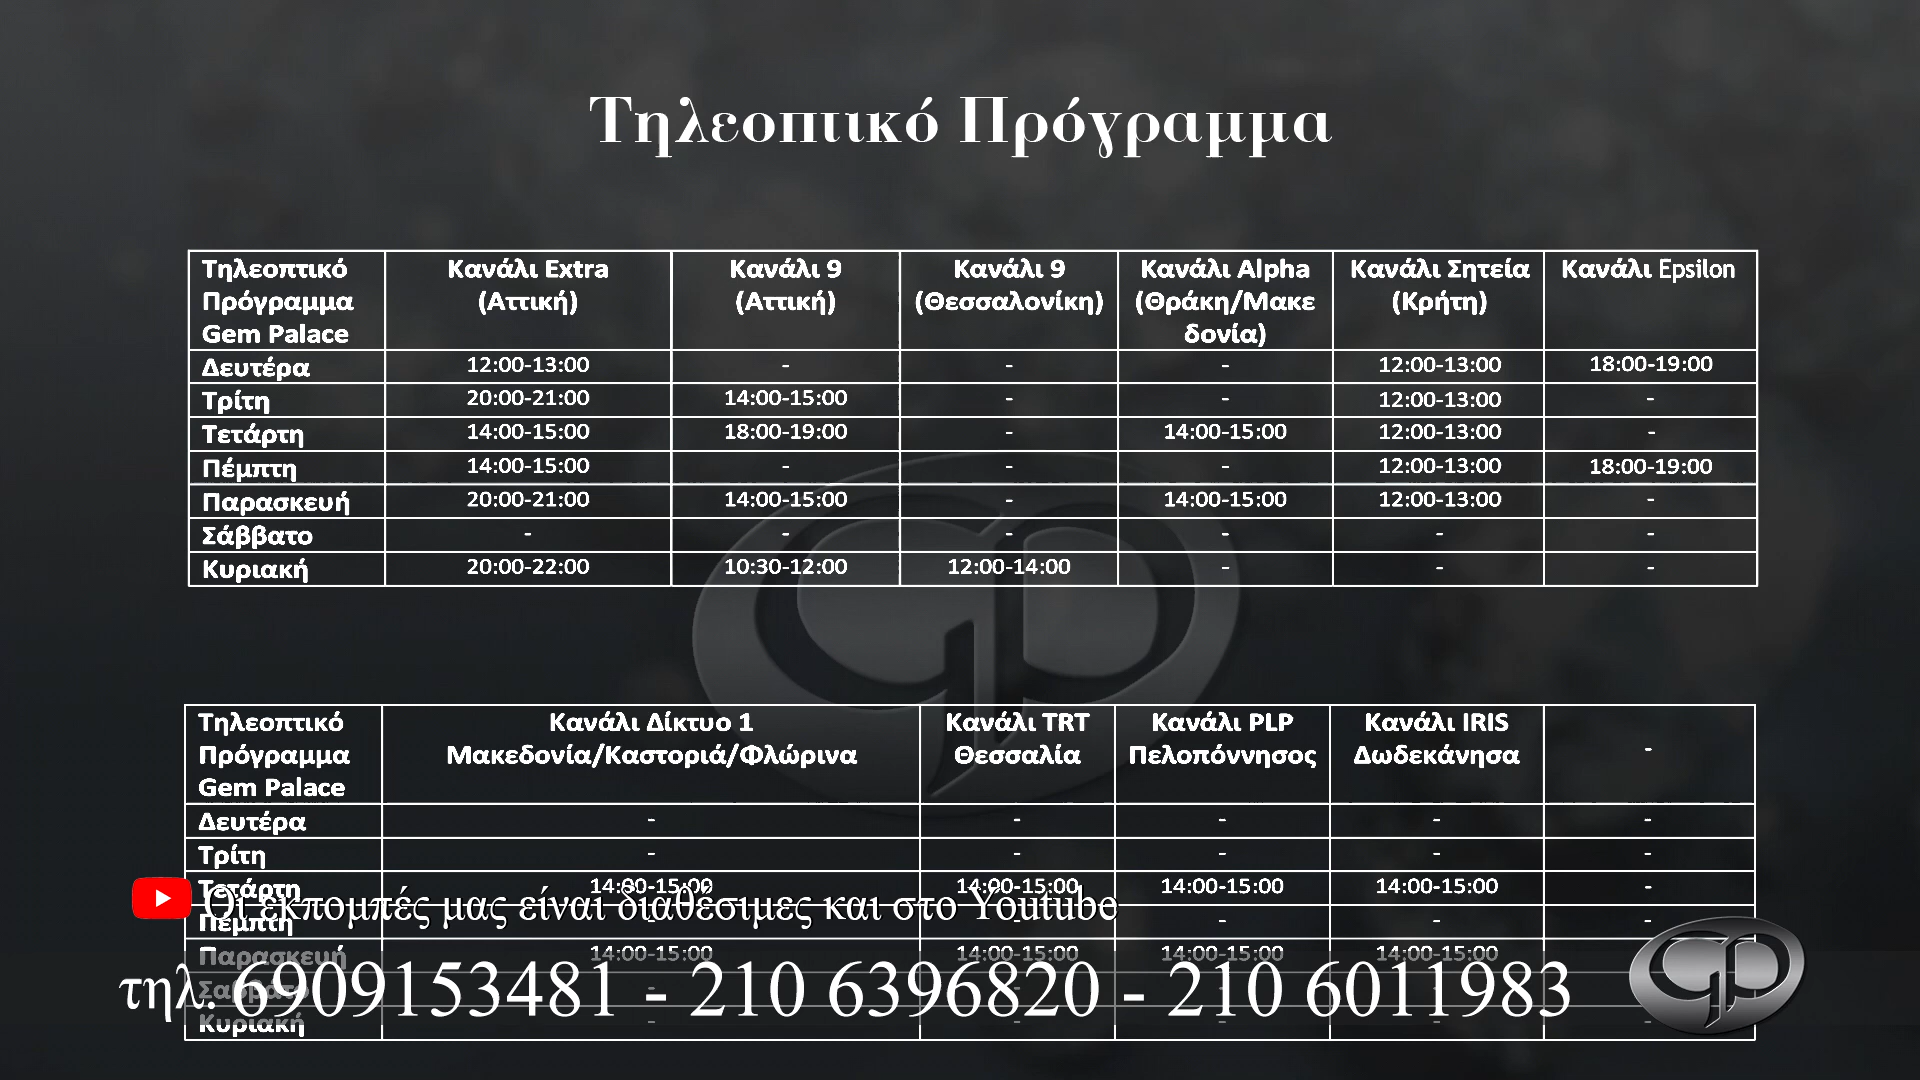 Τηλεοπτικό Πρόγραμμα
Τηλεοπτικό Πρόγραμμα Gem Palace | Κανάλι Extra (Αττική) | Κανάλι 9 (Αττική) | Κανάλι 9 (Θεσσαλονίκη) | Κανάλι Alpha (Θράκη/Μακε δονία) | Κανάλι Σητεία (Κρήτη) | Κανάλι Epsilon
Δευτέρα 12:00-13:00 - - - 12:00-13:00 18:00-19:00
Τρίτη 20:00-21:00 14:00-15:00 - - 12:00-13:00 -
Τετάρτη 14:00-15:00 18:00-19:00 - 14:00-15:00 12:00-13:00 -
Πέμπτη 14:00-15:00 - - - 12:00-13:00 18:00-19:00
Παρασκευή 20:00-21:00 14:00-15:00 - 14:00-15:00 12:00-13:00 -
Σάββατο - - - - - -
Κυριακή 20:00-22:00 10:30-12:00 12:00-14:00 - - -
Τηλεοπτικό Πρόγραμμα Gem Palace | Κανάλι Δίκτυο 1 Μακεδονία/Καστοριά/Φλώρινα | Κανάλι TRT Θεσσαλία | Κανάλι PLP Πελοπόννησος | Κανάλι IRIS Δωδεκάνησα | -
Δευτέρα - - - - -
Τρίτη - - - - -
Τετάρτη 14:00-15:00 14:00-15:00 14:00-15:00 14:00-15:00 -
Οι εκπομπές μας είναι διαθέσιμες και στο Youtube
Πέμπτη - - - - -
Παρασκευή 14:00-15:00 14:00-15:00 14:00-15:00 14:00-15:00 -
Σάββατο - - - - -
τηλ. 6909153481 - 210 6396820 - 210 6011983
Κυριακή - - - - -